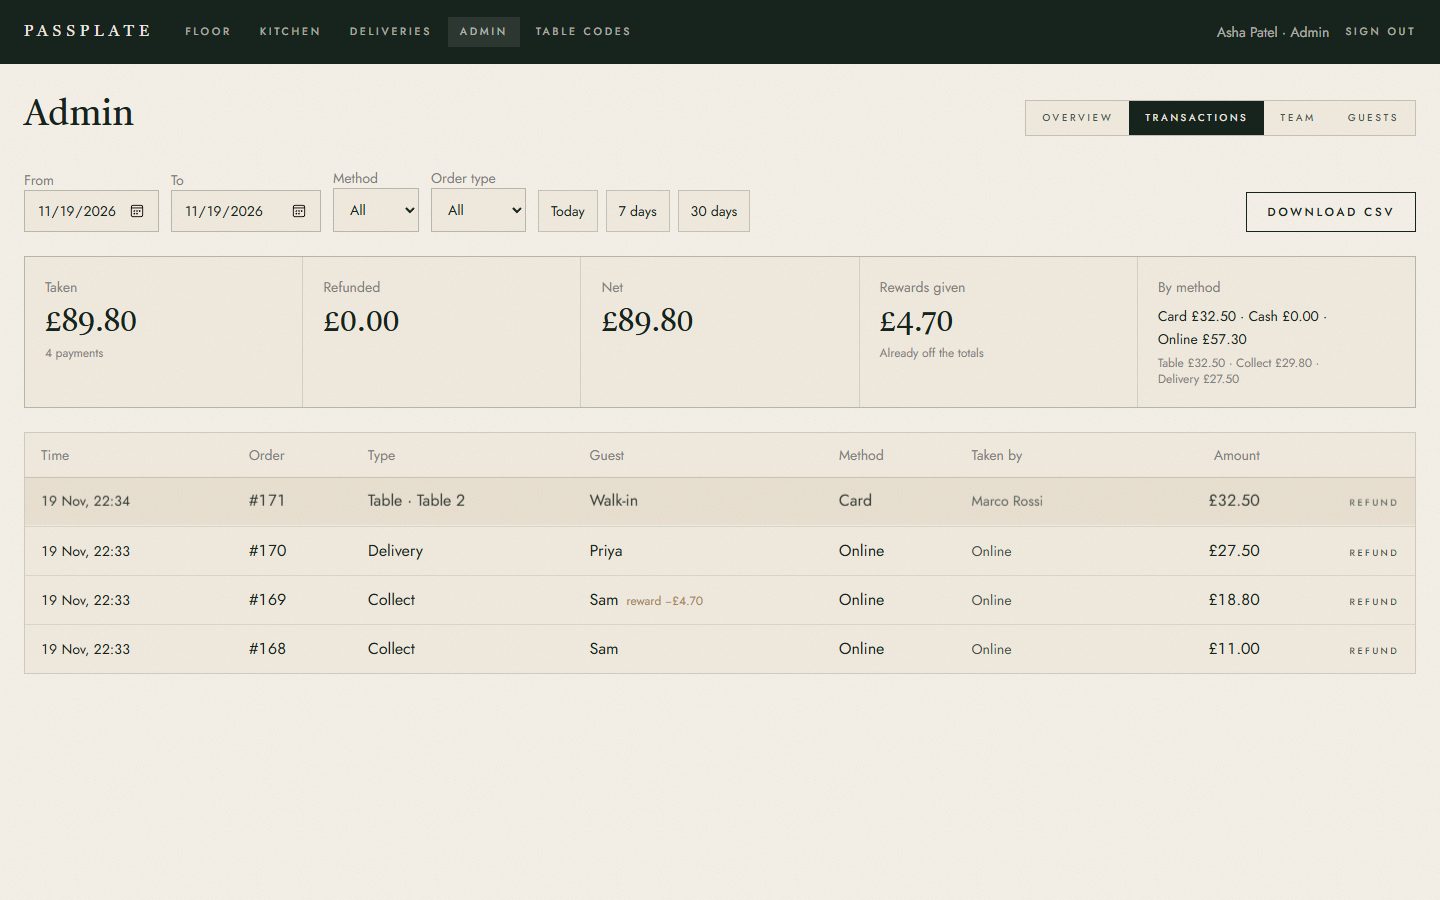 PASSPLATE FLOOR KITCHEN DELIVERIES ADMIN TABLE CODES Asha Patel · Admin SIGN OUT
Admin
OVERVIEW TRANSACTIONS TEAM GUESTS
From To Method Order type
11/19/2026 11/19/2026 All All Today 7 days 30 days DOWNLOAD CSV
Taken Refunded Net Rewards given By method
£89.80 £0.00 £89.80 £4.70 Card £32.50 · Cash £0.00 ·
Online £57.30
4 payments Already off the totals Table £32.50 · Collect £29.80 ·
Delivery £27.50
Time Order Type Guest Method Taken by Amount
19 Nov, 22:34 #171 Table · Table 2 Walk-in Card Marco Rossi £32.50 REFUND
19 Nov, 22:33 #170 Delivery Priya Online Online £27.50 REFUND
19 Nov, 22:33 #169 Collect Sam reward −£4.70 Online Online £18.80 REFUND
19 Nov, 22:33 #168 Collect Sam Online Online £11.00 REFUND